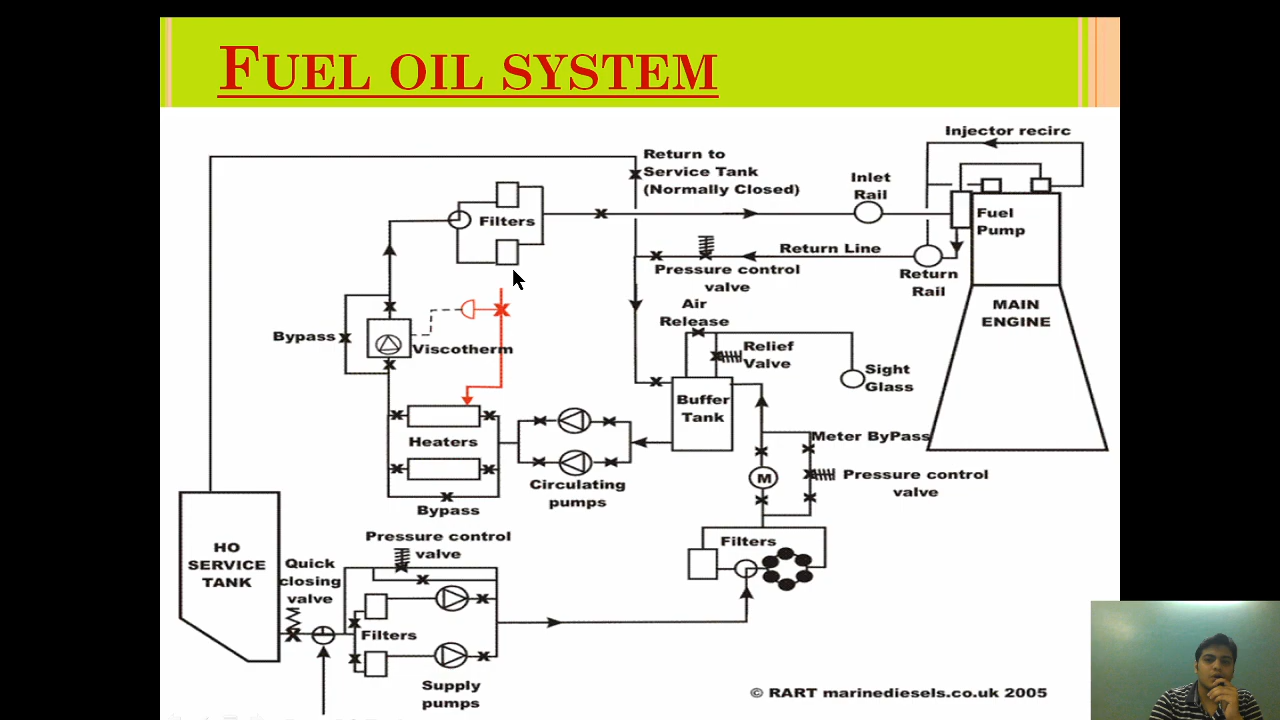 FUEL OIL SYSTEM
Injector recirc
Return to
Service Tank
(Normally Closed)
Inlet
Rail
Filters
Fuel
Pump
Return Line
Pressure control
valve
Return
Rail
Air
Release
MAIN
ENGINE
Bypass
Viscotherm
Relief
Valve
Sight
Glass
Buffer
Tank
Heaters
Meter ByPass
Circulating
pumps
M
Pressure control
valve
Bypass
Pressure control
valve
Filters
HO
SERVICE
TANK
Quick
closing
valve
Filters
Supply
pumps
© RART marinediesels.co.uk 2005